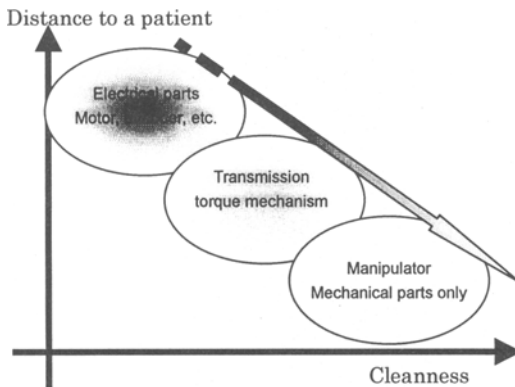 Distance to a patient
Electrical parts
Motor, etc.
Transmission
torque mechanism
Manipulator
Mechanical parts only
Cleanness